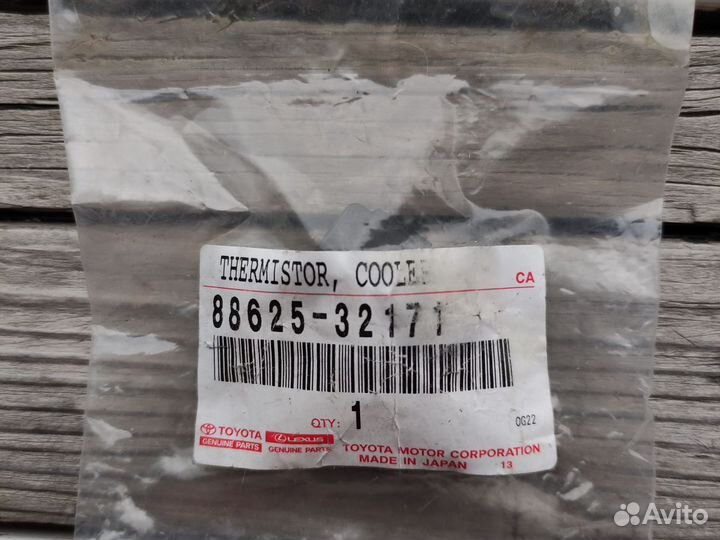 THERMISTOR, COOLER
CA
88625-32171
QTY: 1
0G22
TOYOTA
GENUINE PARTS
LEXUS
GENUINE PARTS
TOYOTA MOTOR CORPORATION
MADE IN JAPAN 13
Avito